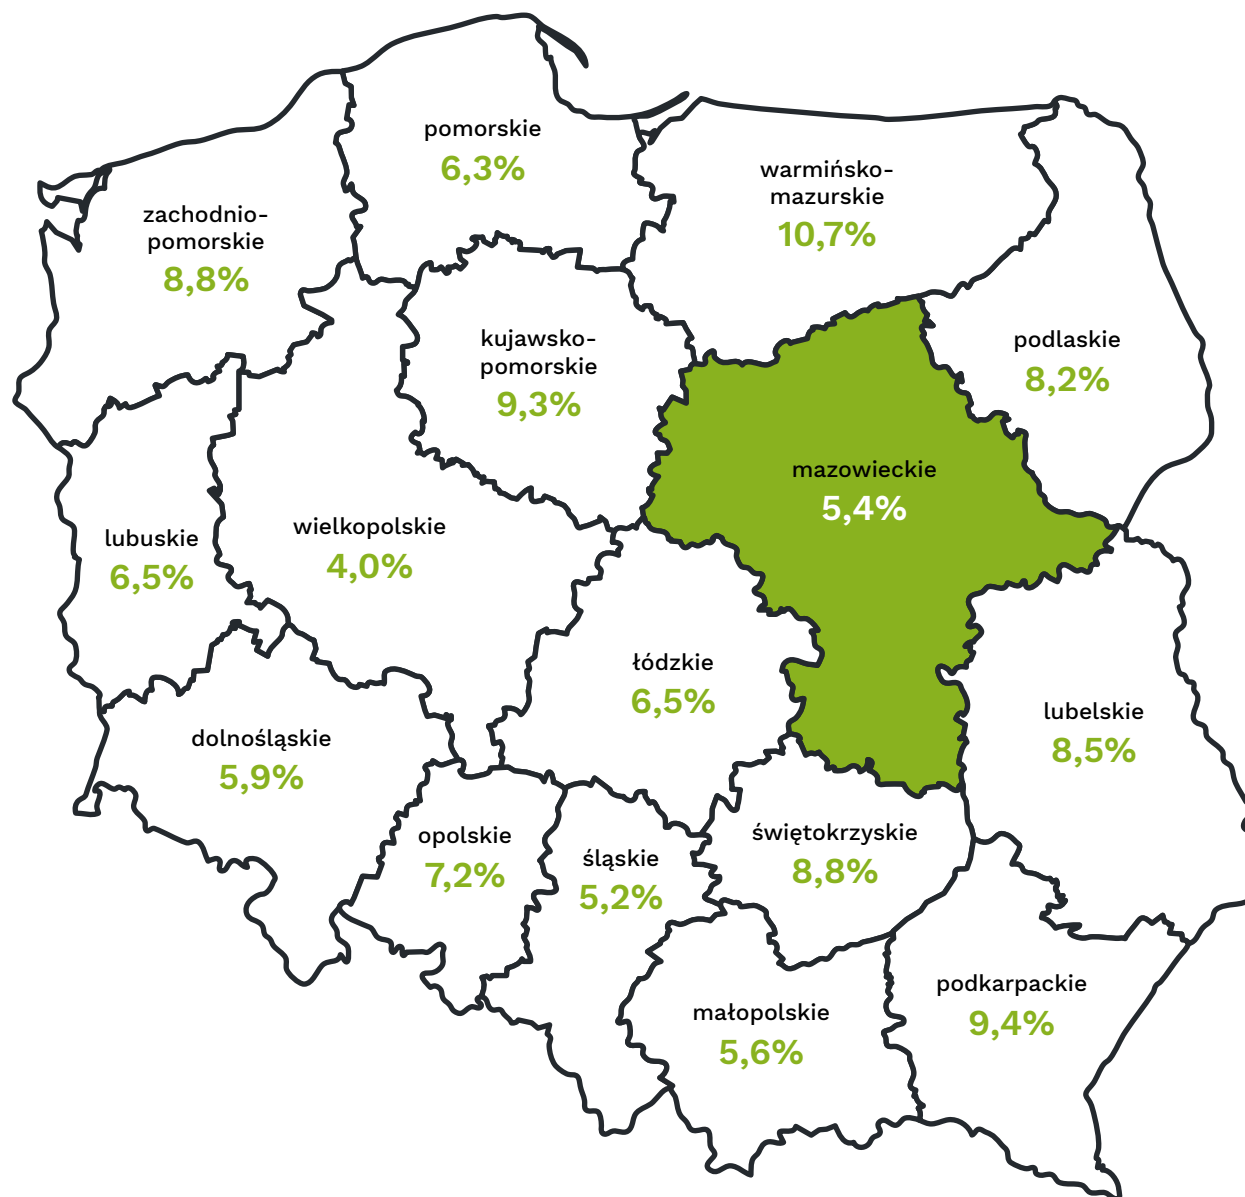 pomorskie
6,3%
warmińsko-
mazurskie
10,7%
zachodnio-
pomorskie
8,8%
kujawsko-
pomorskie
9,3%
podlaskie
8,2%
mazowieckie
5,4%
wielkopolskie
4,0%
lubuskie
6,5%
łódzkie
6,5%
lubelskie
8,5%
dolnośląskie
5,9%
opolskie
7,2%
śląskie
5,2%
świętokrzyskie
8,8%
małopolskie
5,6%
podkarpackie
9,4%